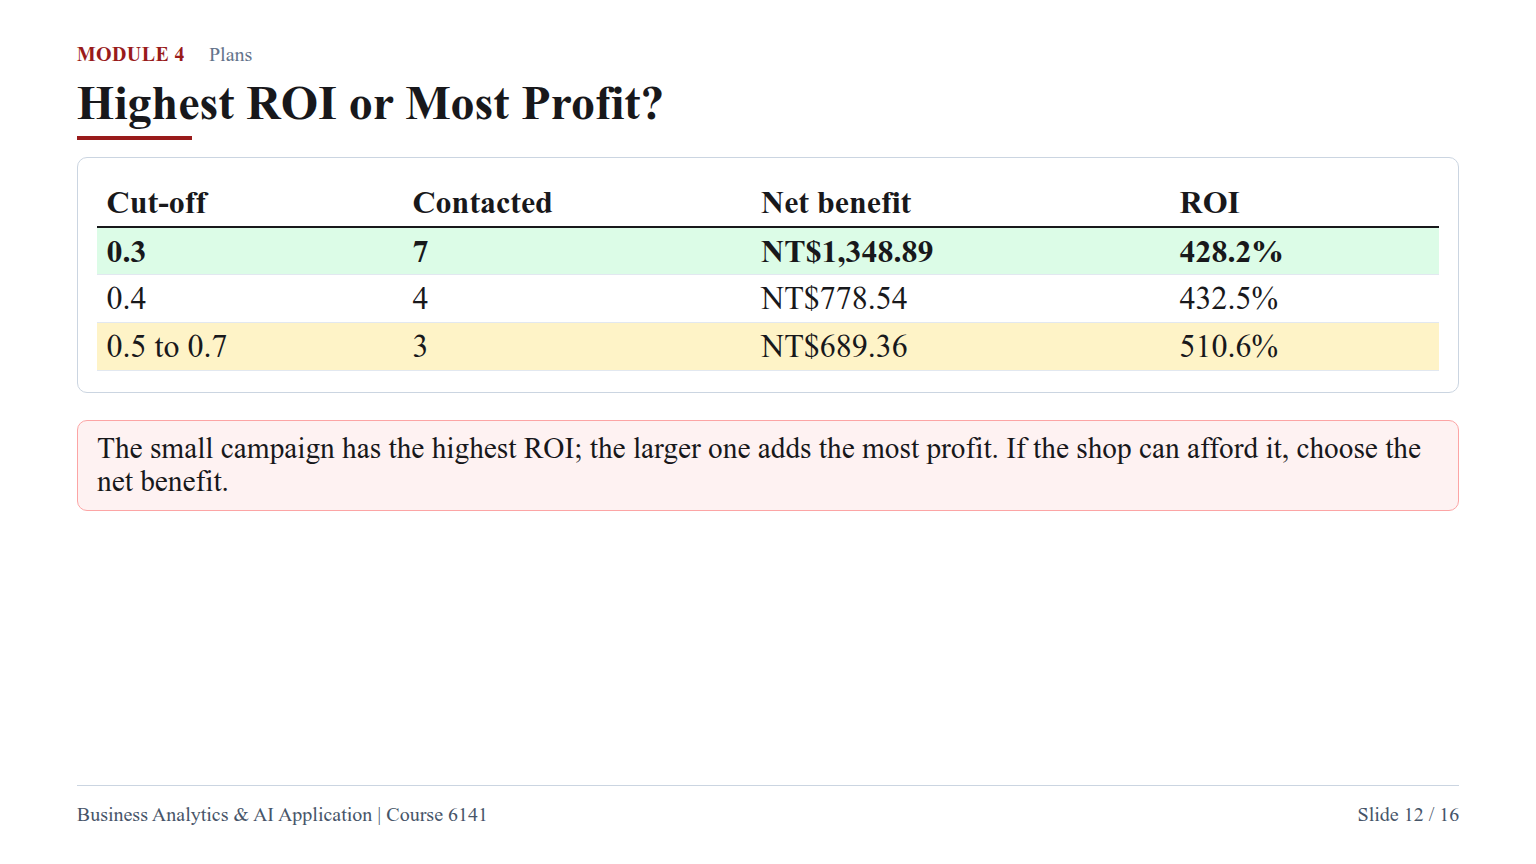 MODULE 4 Plans
Highest ROI or Most Profit?
Cut-off Contacted Net benefit ROI
0.3 7 NT$1,348.89 428.2%
0.4 4 NT$778.54 432.5%
0.5 to 0.7 3 NT$689.36 510.6%
The small campaign has the highest ROI; the larger one adds the most profit. If the shop can afford it, choose the
net benefit.
Business Analytics & AI Application | Course 6141 Slide 12 / 16